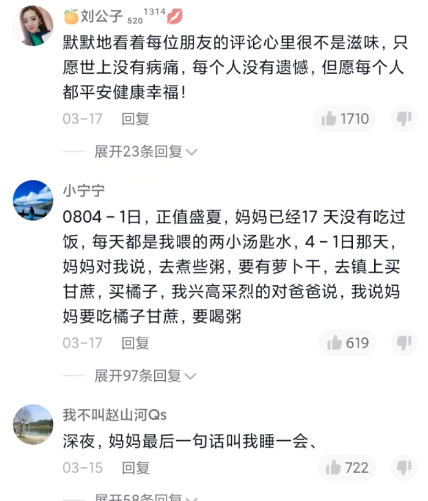 🍊刘公子 ₅₂₀ ¹³¹⁴💋
默默地看着每位朋友的评论心里很不是滋味，只
愿世上没有病痛，每个人没有遗憾，但愿每个人
都平安健康幸福！
03-17 回复 1710
展开23条回复
小宁宁
0804－1日，正值盛夏，妈妈已经17 天没有吃过
饭，每天都是我喂的两小汤匙水，4－1日那天，
妈妈对我说，去煮些粥，要有萝卜干，去镇上买
甘蔗，买橘子，我兴高采烈的对爸爸说，我说妈
妈要吃橘子甘蔗，要喝粥
03-17 回复 619
展开97条回复
我不叫赵山河Qs
深夜，妈妈最后一句话叫我睡一会、
03-15 回复 722
展开58条回复